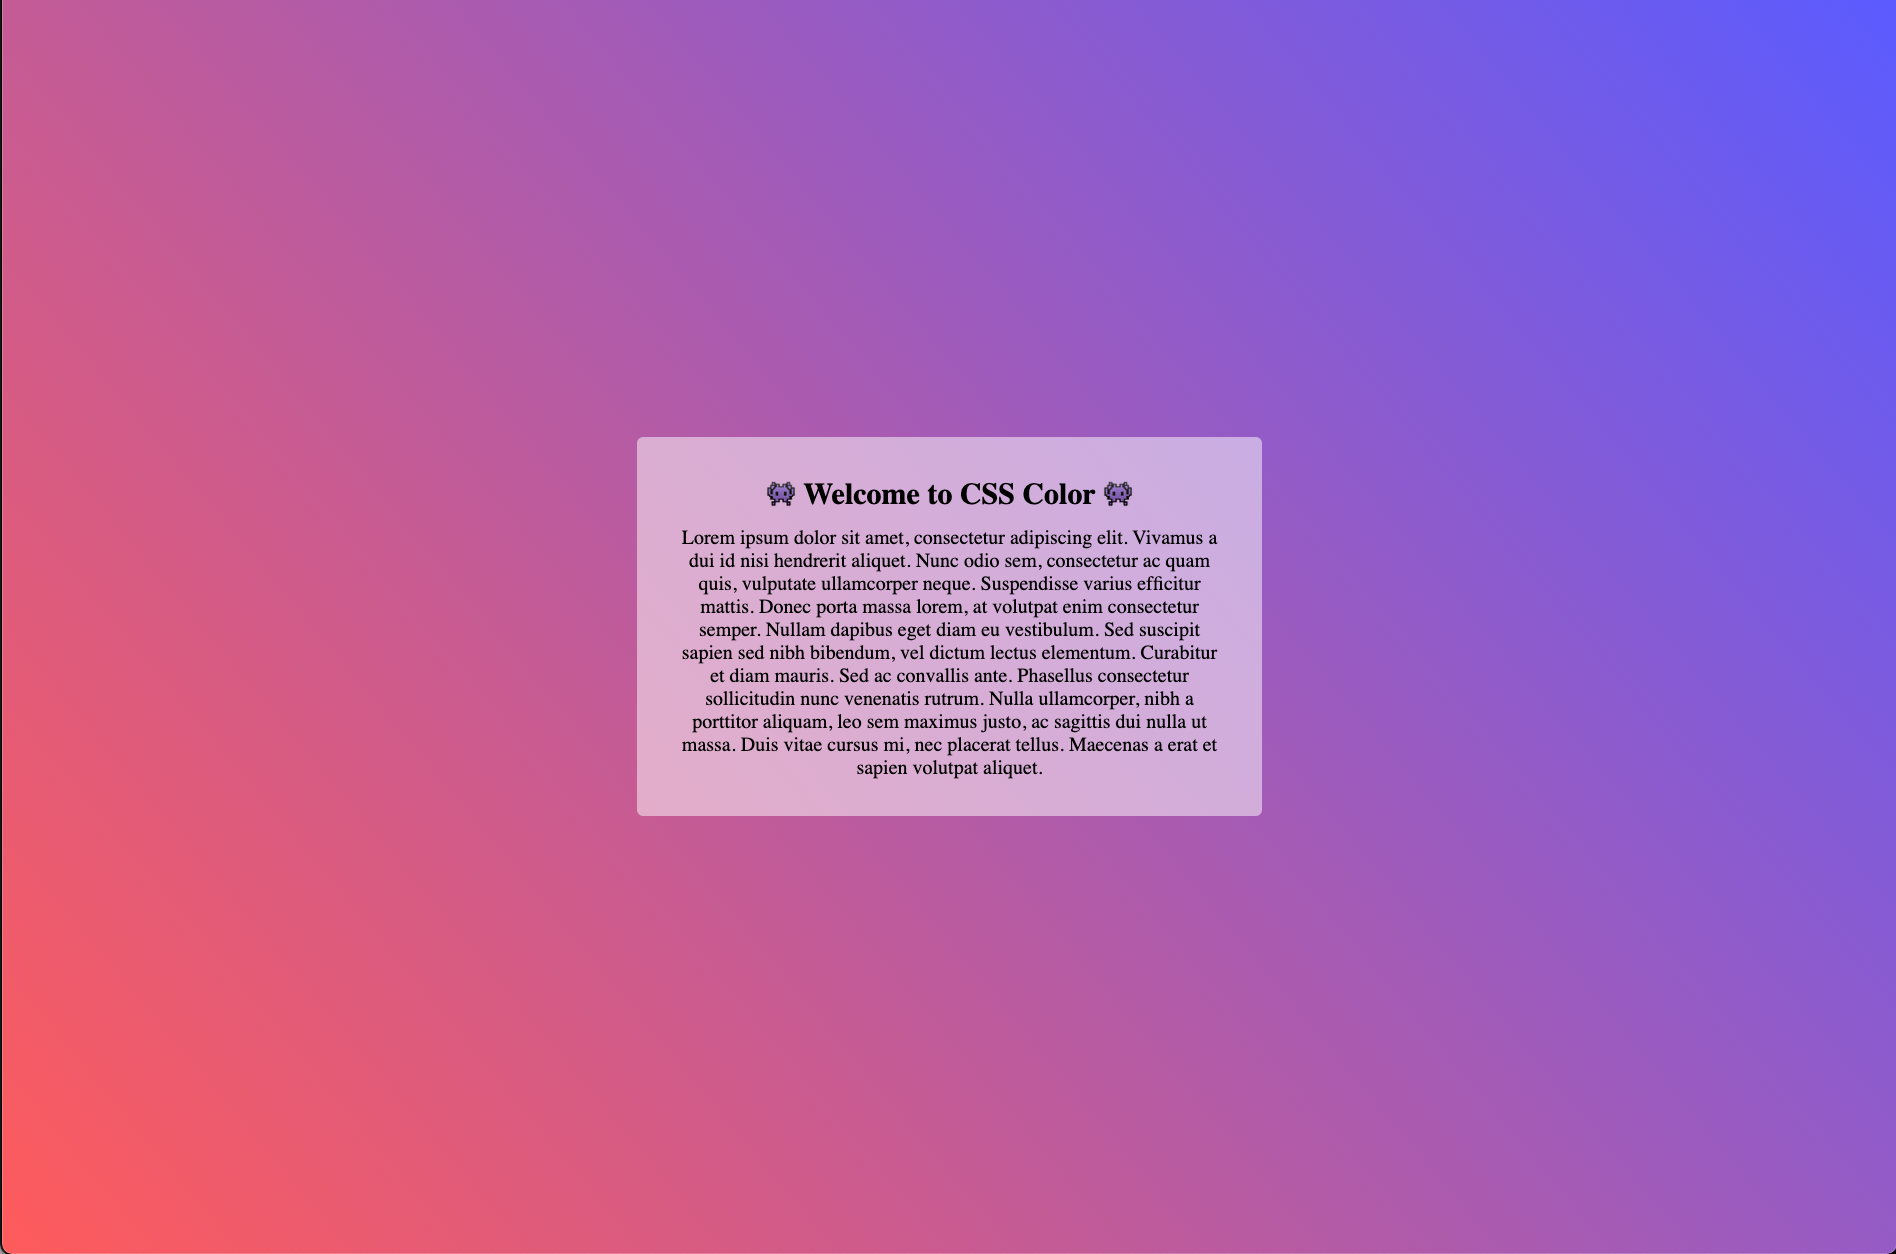 👾 Welcome to CSS Color 👾
Lorem ipsum dolor sit amet, consectetur adipiscing elit. Vivamus a
dui id nisi hendrerit aliquet. Nunc odio sem, consectetur ac quam
quis, vulputate ullamcorper neque. Suspendisse varius efficitur
mattis. Donec porta massa lorem, at volutpat enim consectetur
semper. Nullam dapibus eget diam eu vestibulum. Sed suscipit
sapien sed nibh bibendum, vel dictum lectus elementum. Curabitur
et diam mauris. Sed ac convallis ante. Phasellus consectetur
sollicitudin nunc venenatis rutrum. Nulla ullamcorper, nibh a
porttitor aliquam, leo sem maximus justo, ac sagittis dui nulla ut
massa. Duis vitae cursus mi, nec placerat tellus. Maecenas a erat et
sapien volutpat aliquet.